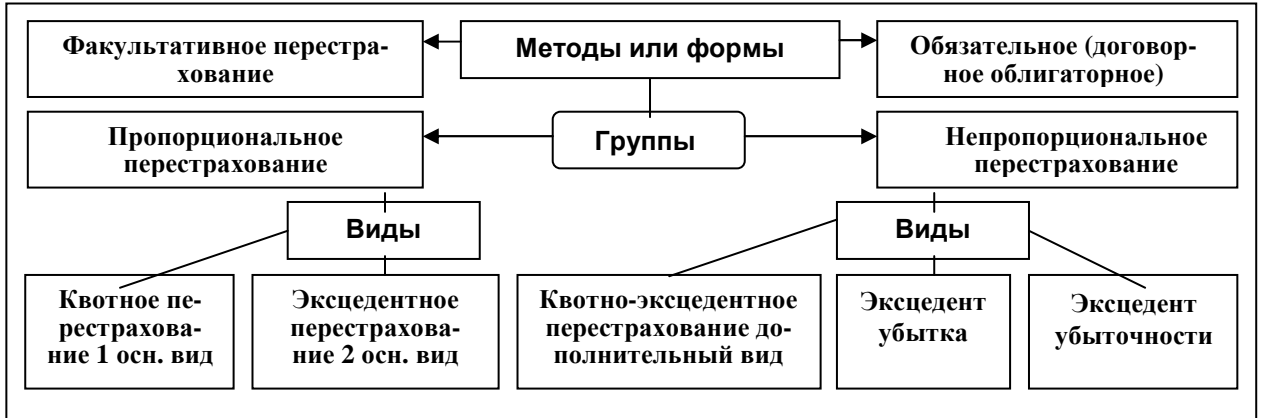 Факультативное перестра-
хование
Методы или формы
Обязательное (договор-
ное облигаторное)
Пропорциональное
перестрахование
Группы
Непропорциональное
перестрахование
Виды
Виды
Квотное пе-
рестрахова-
ние 1 осн. вид
Эксцедентное
перестрахова-
ние 2 осн. вид
Квотно-эксцедентное
перестрахование до-
полнительный вид
Эксцедент
убытка
Эксцедент
убыточности